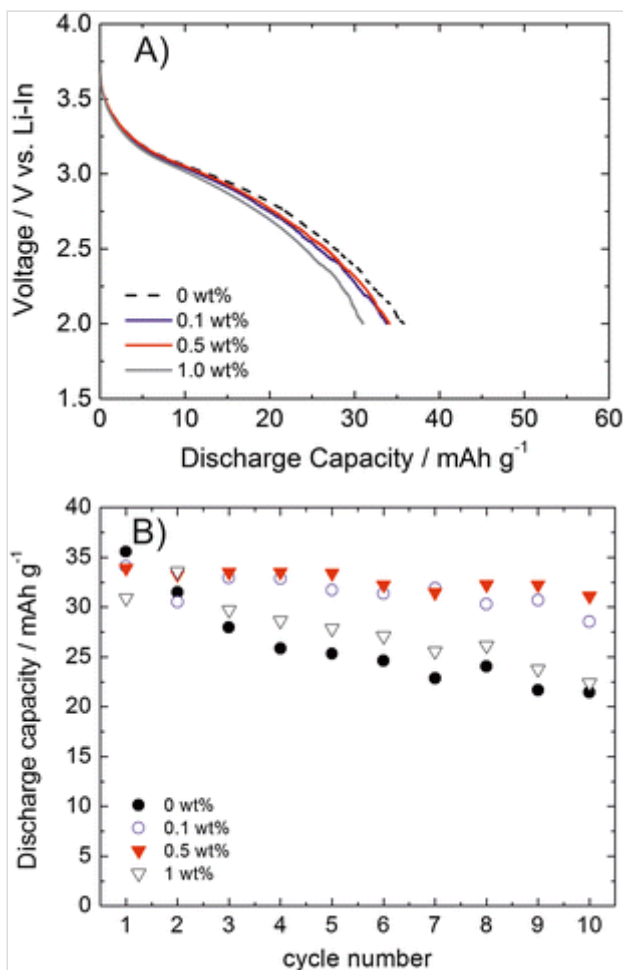 A)
Voltage / V vs. Li-In
4.0
3.5
3.0
2.5
2.0
1.5
0 wt%
0.1 wt%
0.5 wt%
1.0 wt%
0 10 20 30 40 50 60
Discharge Capacity / mAh g-1
B)
Discharge capacity / mAh g-1
40
35
30
25
20
15
10
5
0
0 wt%
0.1 wt%
0.5 wt%
1 wt%
1 2 3 4 5 6 7 8 9 10
cycle number